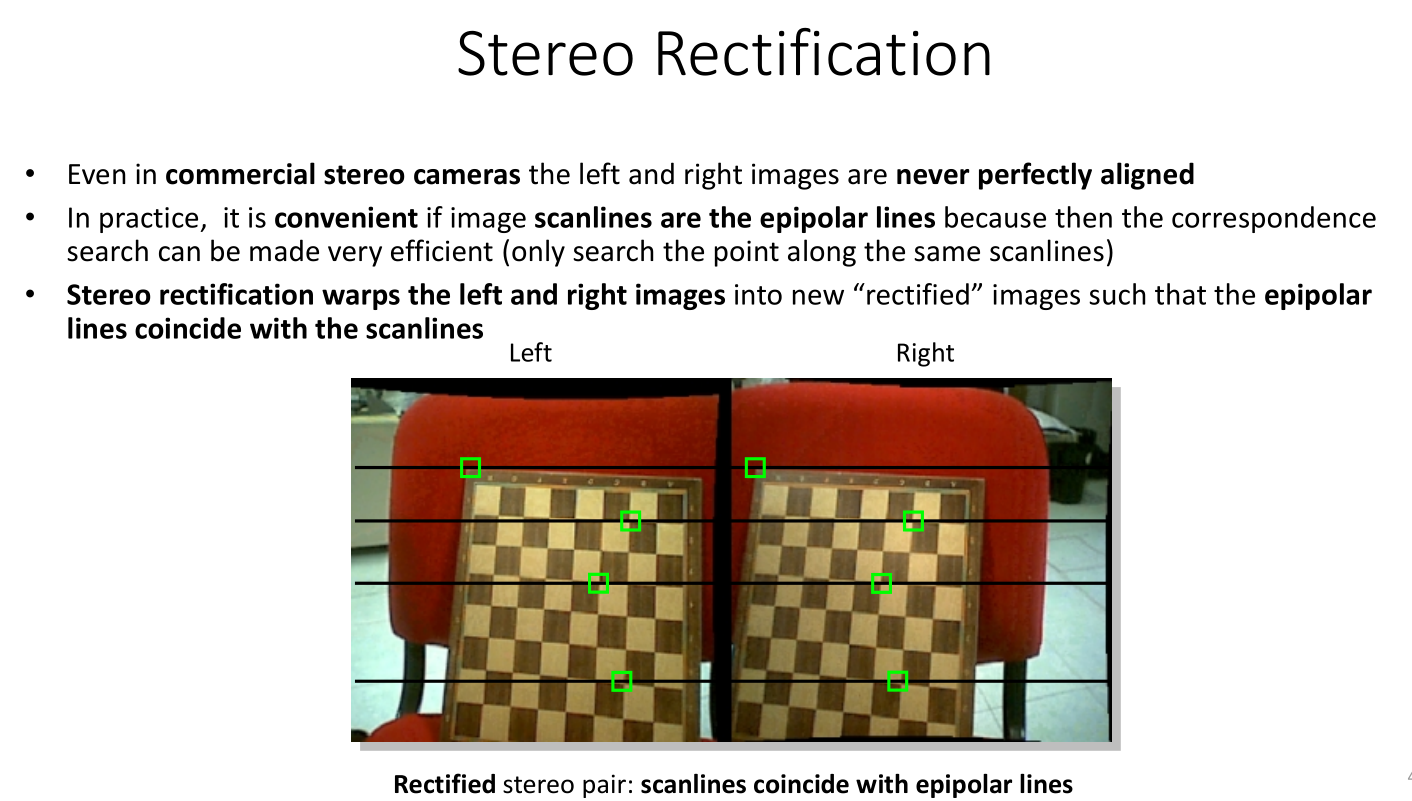 Stereo Rectification
• Even in commercial stereo cameras the left and right images are never perfectly aligned
• In practice, it is convenient if image scanlines are the epipolar lines because then the correspondence
search can be made very efficient (only search the point along the same scanlines)
• Stereo rectification warps the left and right images into new “rectified” images such that the epipolar
lines coincide with the scanlines
Left Right
Rectified stereo pair: scanlines coincide with epipolar lines